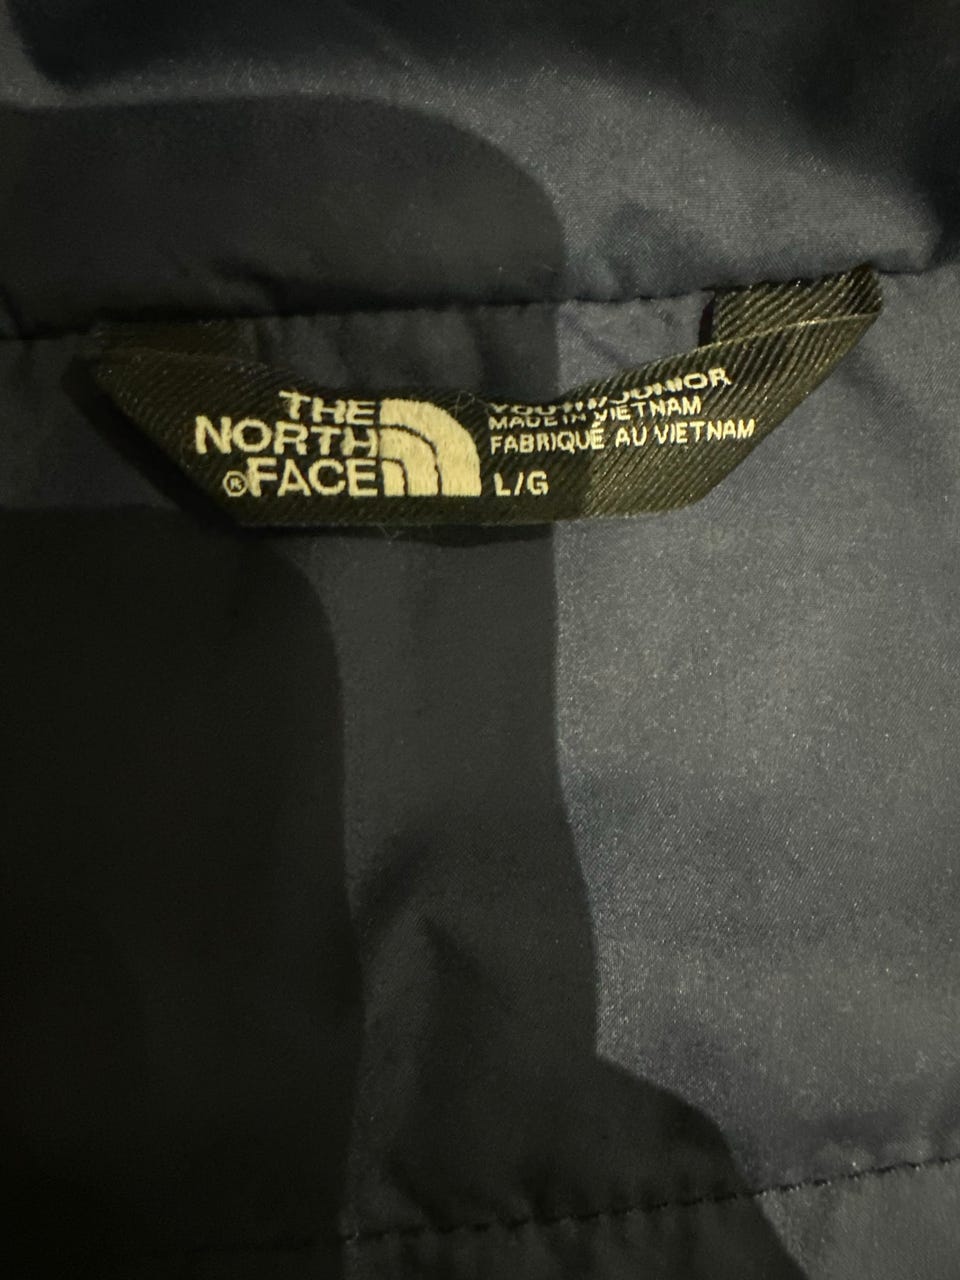 THE
NORTH
®FACE
YOUTH/JUNIOR
MADE IN VIETNAM
FABRIQUÉ AU VIETNAM
L/G